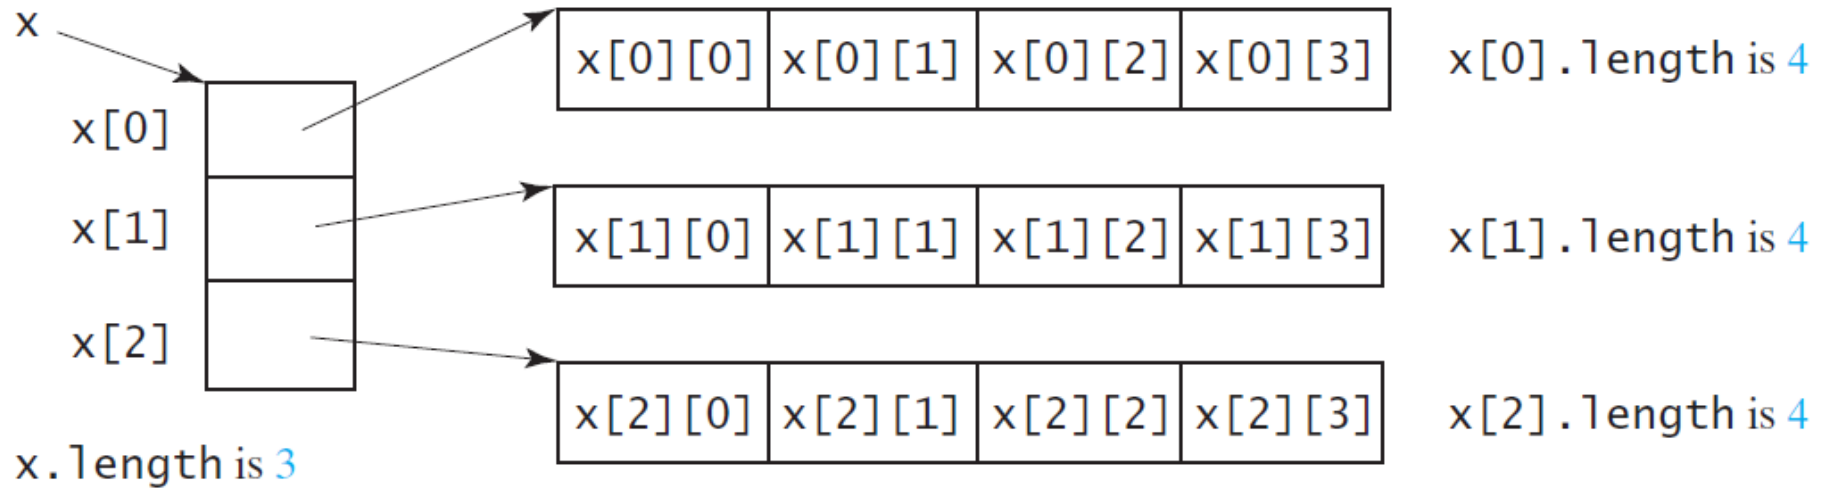 x
x[0]
x[1]
x[2]
x.length is 3
x[0][0] x[0][1] x[0][2] x[0][3] x[0].length is 4
x[1][0] x[1][1] x[1][2] x[1][3] x[1].length is 4
x[2][0] x[2][1] x[2][2] x[2][3] x[2].length is 4